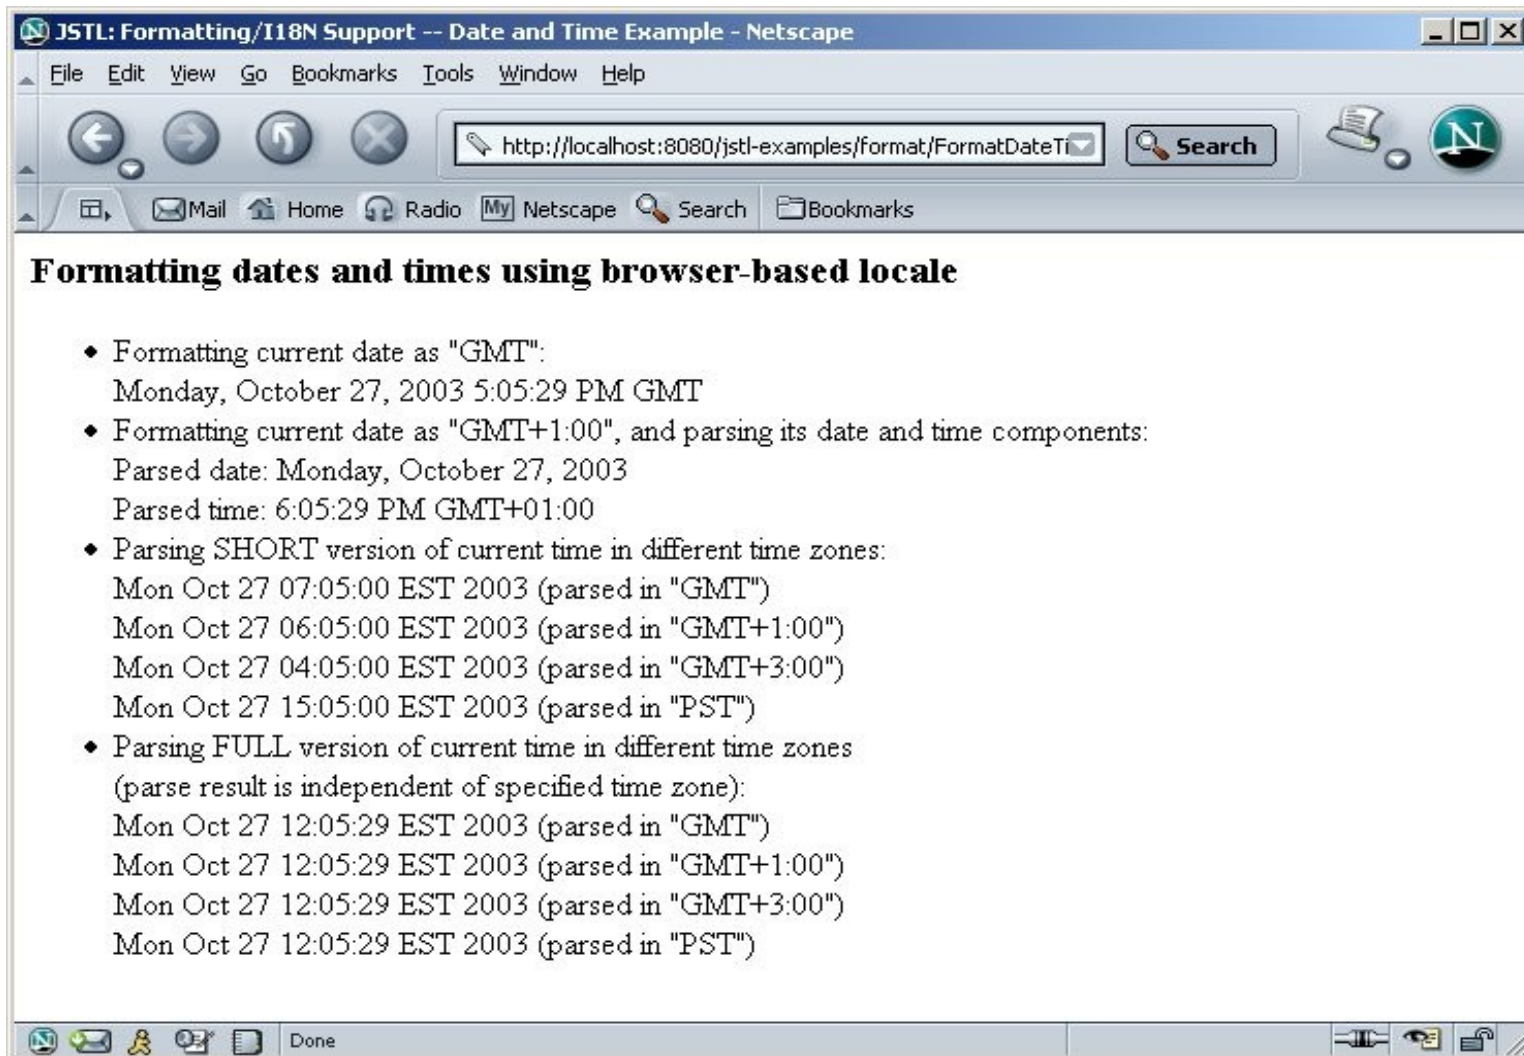 JSTL: Formatting/I18N Support -- Date and Time Example - Netscape
File Edit View Go Bookmarks Tools Window Help
http://localhost:8080/jstl-examples/format/FormatDateTi Search N
Mail Home Radio My Netscape Search Bookmarks
Formatting dates and times using browser-based locale
Formatting current date as "GMT":
Monday, October 27, 2003 5:05:29 PM GMT
Formatting current date as "GMT+1:00", and parsing its date and time components:
Parsed date: Monday, October 27, 2003
Parsed time: 6:05:29 PM GMT+01:00
Parsing SHORT version of current time in different time zones:
Mon Oct 27 07:05:00 EST 2003 (parsed in "GMT")
Mon Oct 27 06:05:00 EST 2003 (parsed in "GMT+1:00")
Mon Oct 27 04:05:00 EST 2003 (parsed in "GMT+3:00")
Mon Oct 27 15:05:00 EST 2003 (parsed in "PST")
Parsing FULL version of current time in different time zones
(parse result is independent of specified time zone):
Mon Oct 27 12:05:29 EST 2003 (parsed in "GMT")
Mon Oct 27 12:05:29 EST 2003 (parsed in "GMT+1:00")
Mon Oct 27 12:05:29 EST 2003 (parsed in "GMT+3:00")
Mon Oct 27 12:05:29 EST 2003 (parsed in "PST")
Done